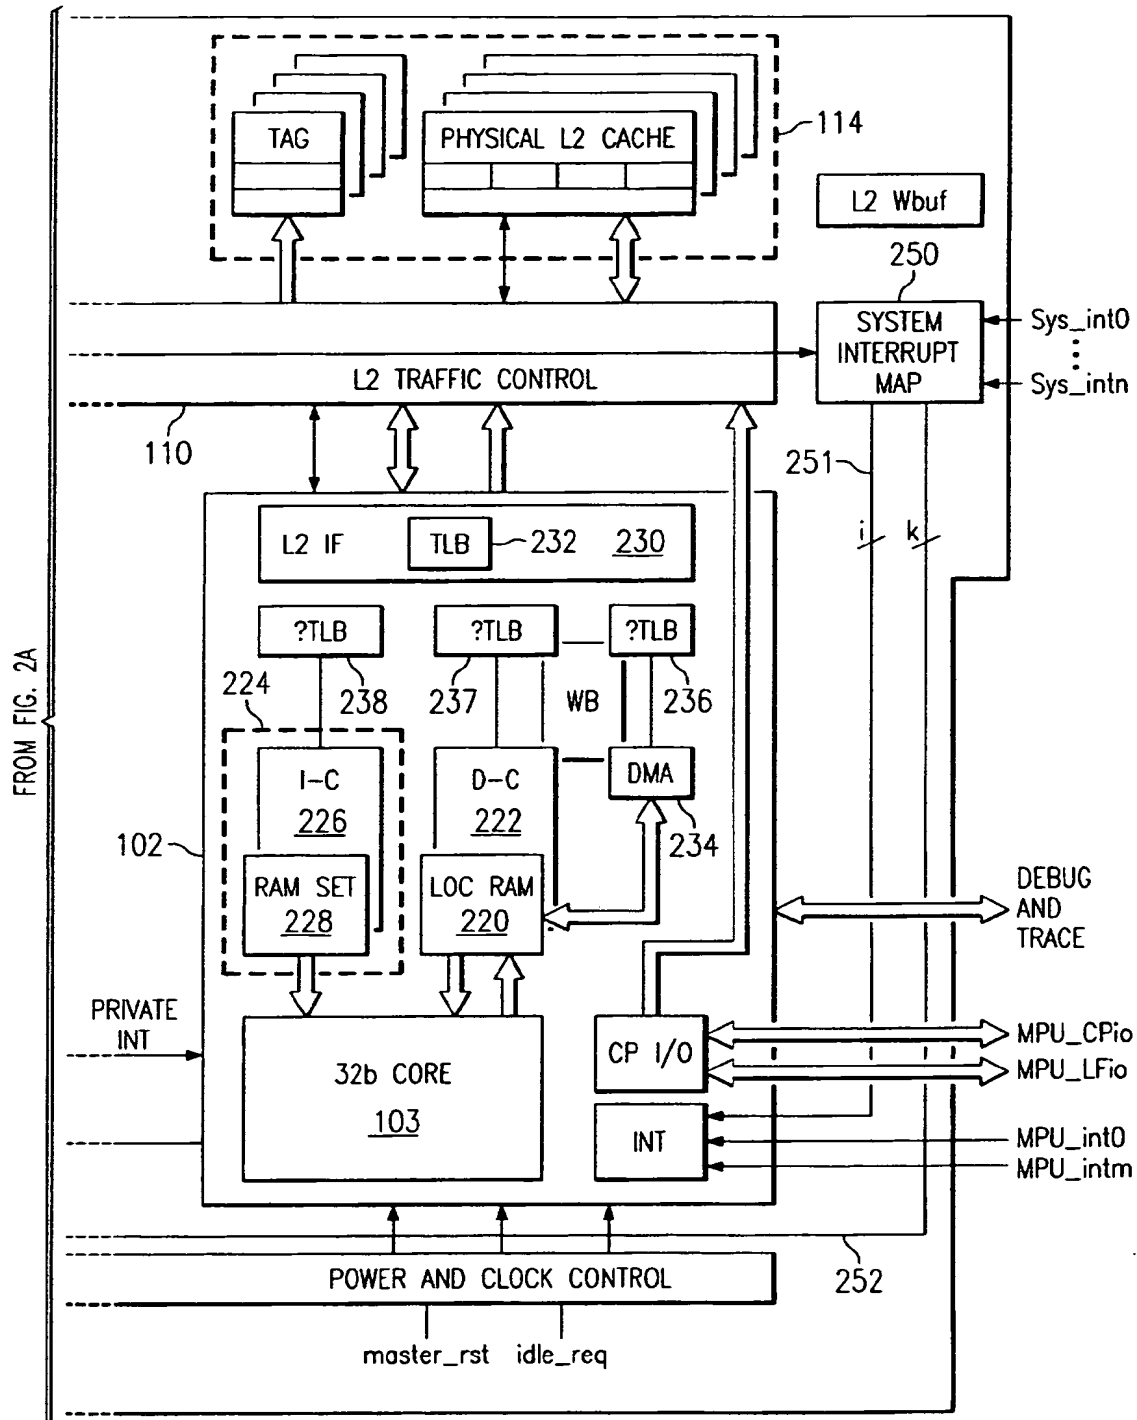 TAG
PHYSICAL L2 CACHE
114
L2 Wbuf
250
SYSTEM
INTERRUPT
MAP
Sys_int0
Sys_intn
L2 TRAFFIC CONTROL
110
251
i
k
L2 IF
TLB
232
230
?TLB
?TLB
?TLB
238
237
WB
236
224
I-C
226
D-C
222
DMA
234
FROM FIG. 2A
102
RAM SET
228
LOC RAM
220
DEBUG
AND
TRACE
PRIVATE
INT
32b CORE
103
CP I/O
MPU_CPio
MPU_LFio
INT
MPU_int0
MPU_intm
252
POWER AND CLOCK CONTROL
master_rst idle_req